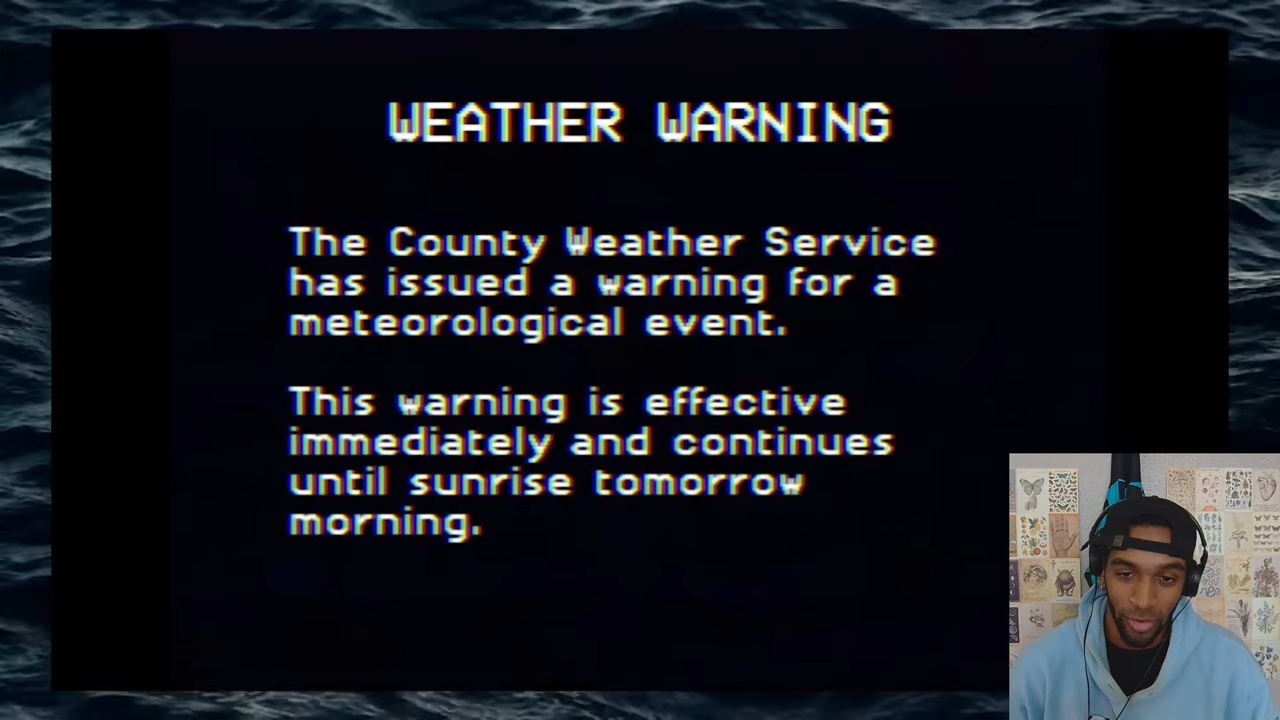 WEATHER WARNING
The County Weather Service
has issued a warning for a
meteorological event.
This warning is effective
immediately and continues
until sunrise tomorrow
morning.